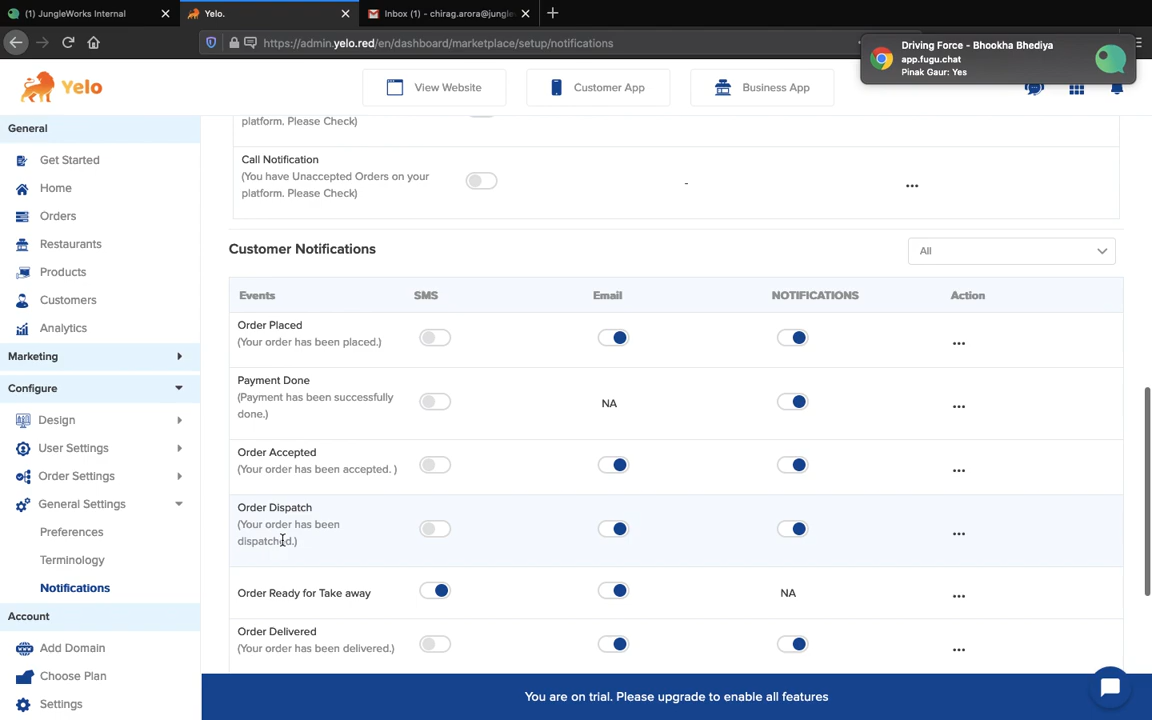 (1) JungleWorks Internal
Yelo.
Inbox (1) - chirag.arora@jungle
https://admin.yelo.red/en/dashboard/marketplace/setup/notifications
Driving Force - Bhookha Bhediya
app.fugu.chat
Pinak Gaur: Yes
Yelo
View Website
Customer App
Business App
General
Get Started
Home
Orders
Restaurants
Products
Customers
Analytics
Marketing
Configure
Design
User Settings
Order Settings
General Settings
Preferences
Terminology
Notifications
Account
Add Domain
Choose Plan
Settings
platform. Please Check)
Call Notification
(You have Unaccepted Orders on your
platform. Please Check)
-
Customer Notifications
All
Events SMS Email NOTIFICATIONS Action
Order Placed
(Your order has been placed.)
Payment Done
(Payment has been successfully
done.)
NA
Order Accepted
(Your order has been accepted. )
Order Dispatch
(Your order has been
dispatched.)
Order Ready for Take away
NA
Order Delivered
(Your order has been delivered.)
You are on trial. Please upgrade to enable all features